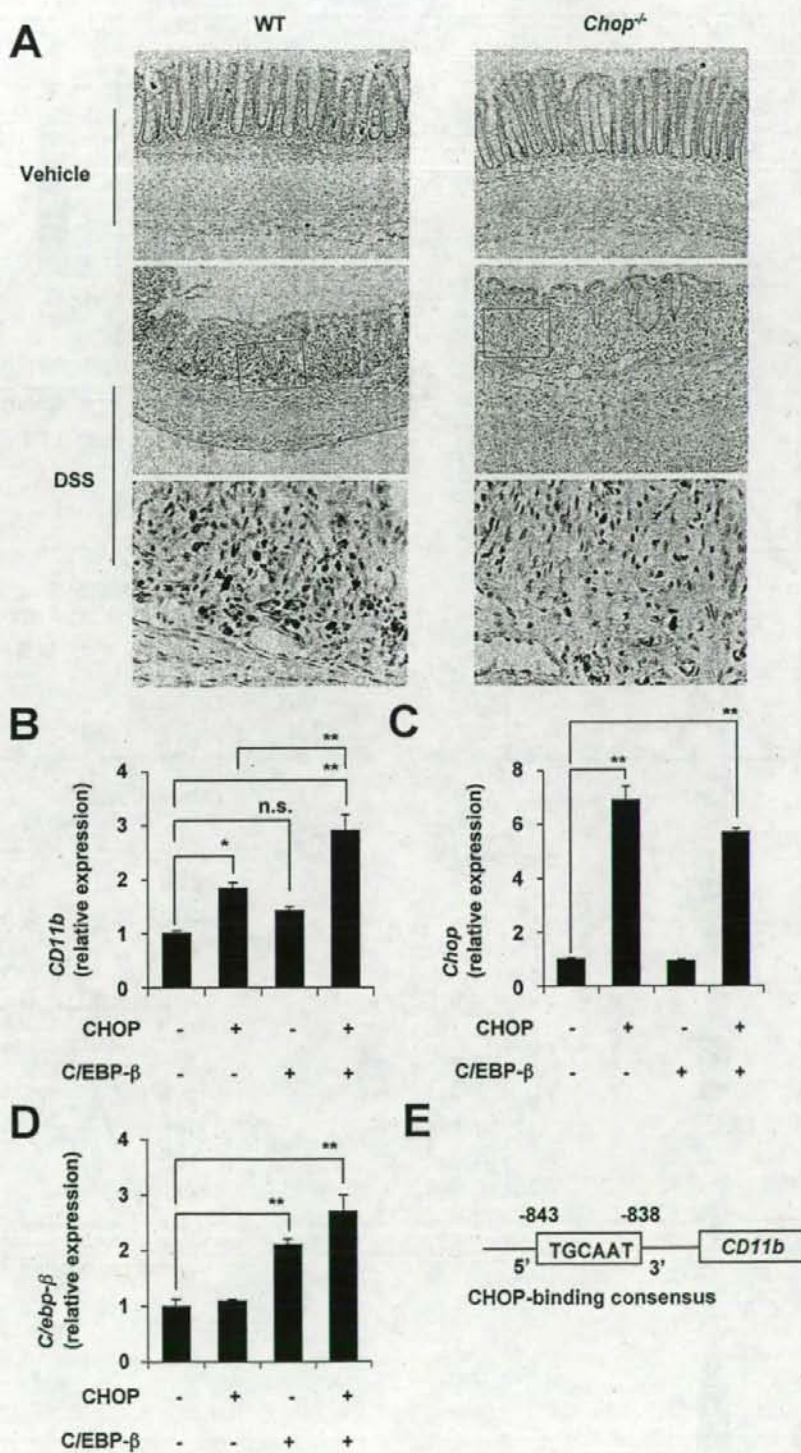 WT
Chop-/-
A
Vehicle
DSS
B
CD11b
(relative expression)
4
3
2
1
0
**
**
n.s.
*
CHOP - + - +
C/EBP-β - - + +
C
Chop
(relative expression)
8
6
4
2
0
**
**
CHOP - + - +
C/EBP-β - - + +
D
C/ebp-β
(relative expression)
4
3
2
1
0
**
**
CHOP - + - +
C/EBP-β - - + +
E
-843 -838
TGCAAT CD11b
5' 3'
CHOP-binding consensus